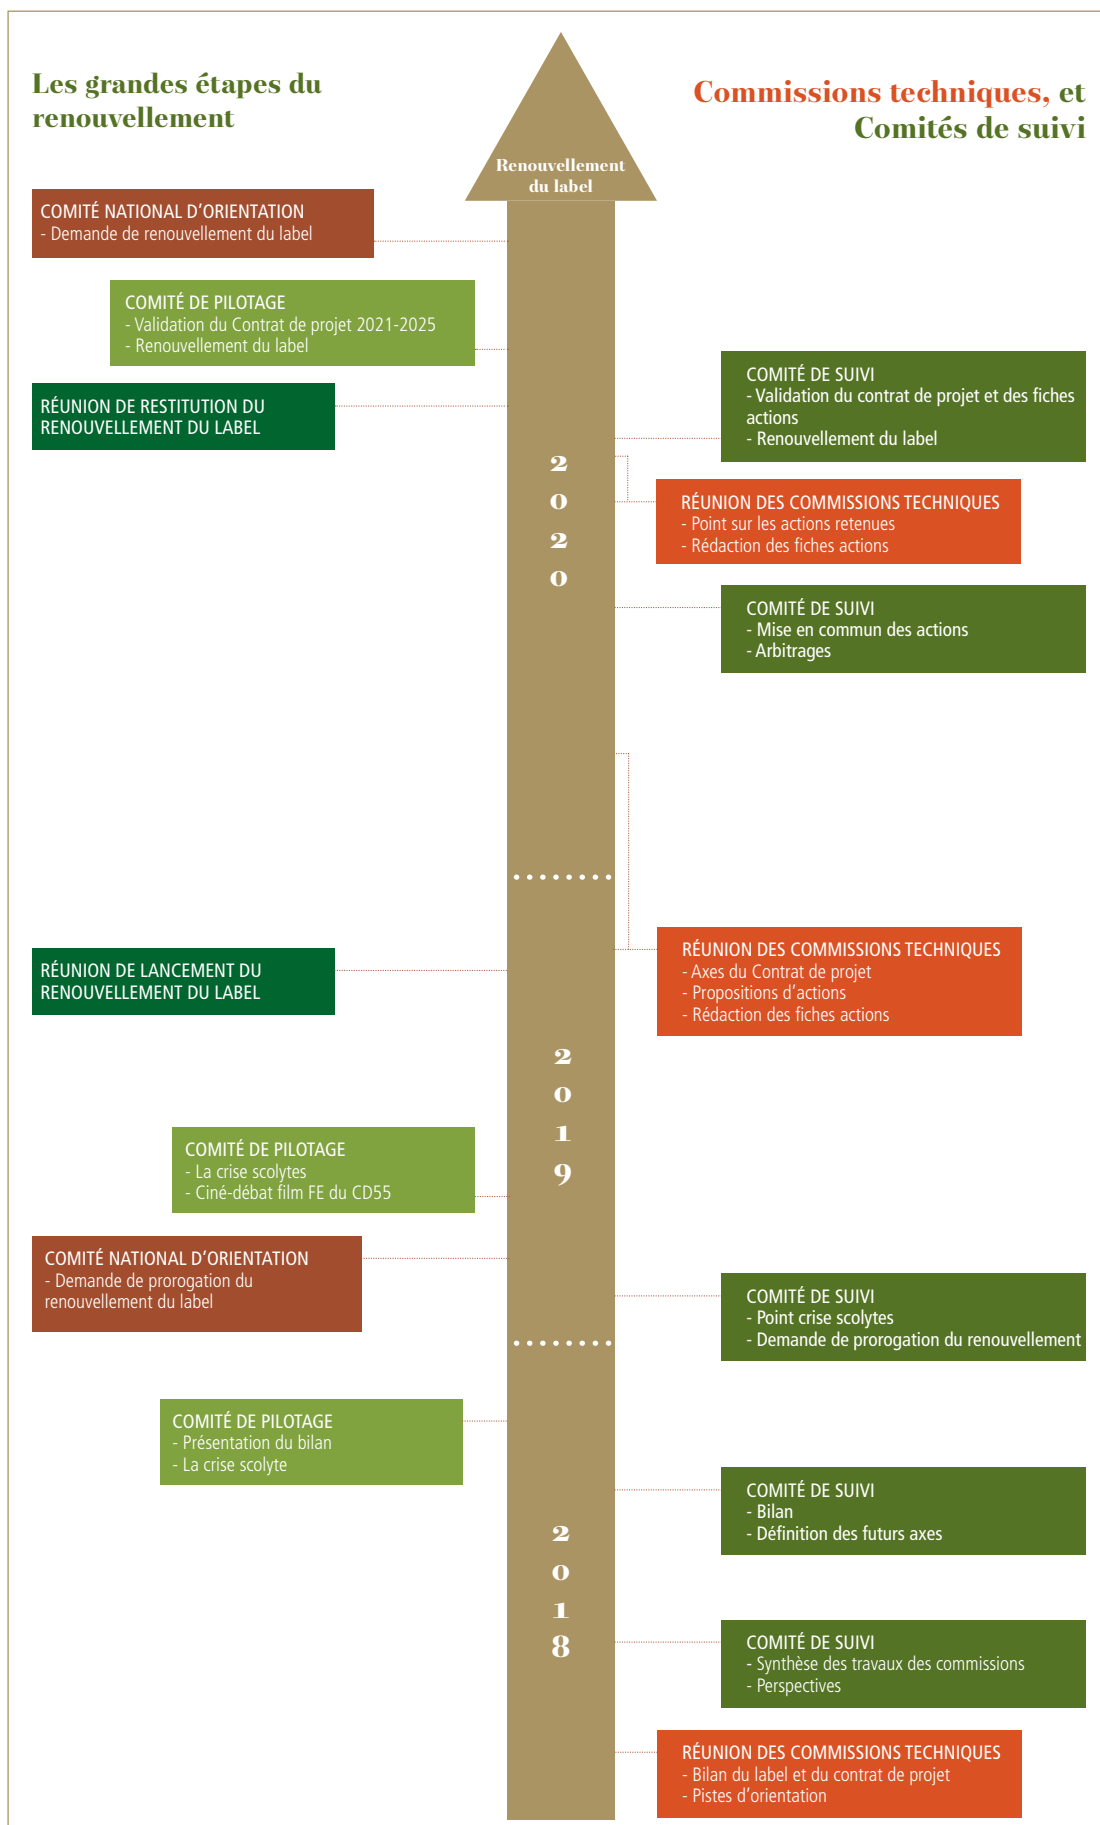 Les grandes étapes du
renouvellement
Commissions techniques, et
Comités de suivi
Renouvellement
du label
COMITÉ NATIONAL D'ORIENTATION
- Demande de renouvellement du label
COMITÉ DE PILOTAGE
- Validation du Contrat de projet 2021-2025
- Renouvellement du label
RÉUNION DE RESTITUTION DU
RENOUVELLEMENT DU LABEL
COMITÉ DE SUIVI
- Validation du contrat de projet et des fiches
actions
- Renouvellement du label
2
0
2
0
RÉUNION DES COMMISSIONS TECHNIQUES
- Point sur les actions retenues
- Rédaction des fiches actions
COMITÉ DE SUIVI
- Mise en commun des actions
- Arbitrages
RÉUNION DE LANCEMENT DU
RENOUVELLEMENT DU LABEL
RÉUNION DES COMMISSIONS TECHNIQUES
- Axes du Contrat de projet
- Propositions d'actions
- Rédaction des fiches actions
2
0
1
9
COMITÉ DE PILOTAGE
- La crise scolytes
- Ciné-débat film FE du CD55
COMITÉ NATIONAL D'ORIENTATION
- Demande de prorogation du
renouvellement du label
COMITÉ DE SUIVI
- Point crise scolytes
- Demande de prorogation du renouvellement
COMITÉ DE PILOTAGE
- Présentation du bilan
- La crise scolyte
COMITÉ DE SUIVI
- Bilan
- Définition des futurs axes
2
0
1
8
COMITÉ DE SUIVI
- Synthèse des travaux des commissions
- Perspectives
RÉUNION DES COMMISSIONS TECHNIQUES
- Bilan du label et du contrat de projet
- Pistes d'orientation